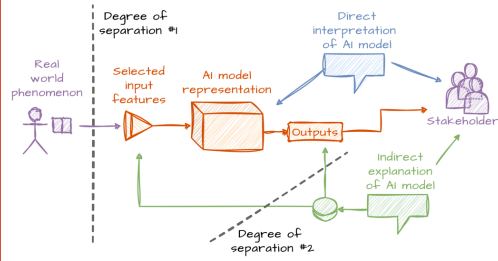 Degree of
separation #1
Direct
interpretation
of AI model
Real
world
phenomenon
Selected
input
features
AI model
representation
Outputs
Stakeholder
Indirect
explanation
of AI model
Degree of
separation #2